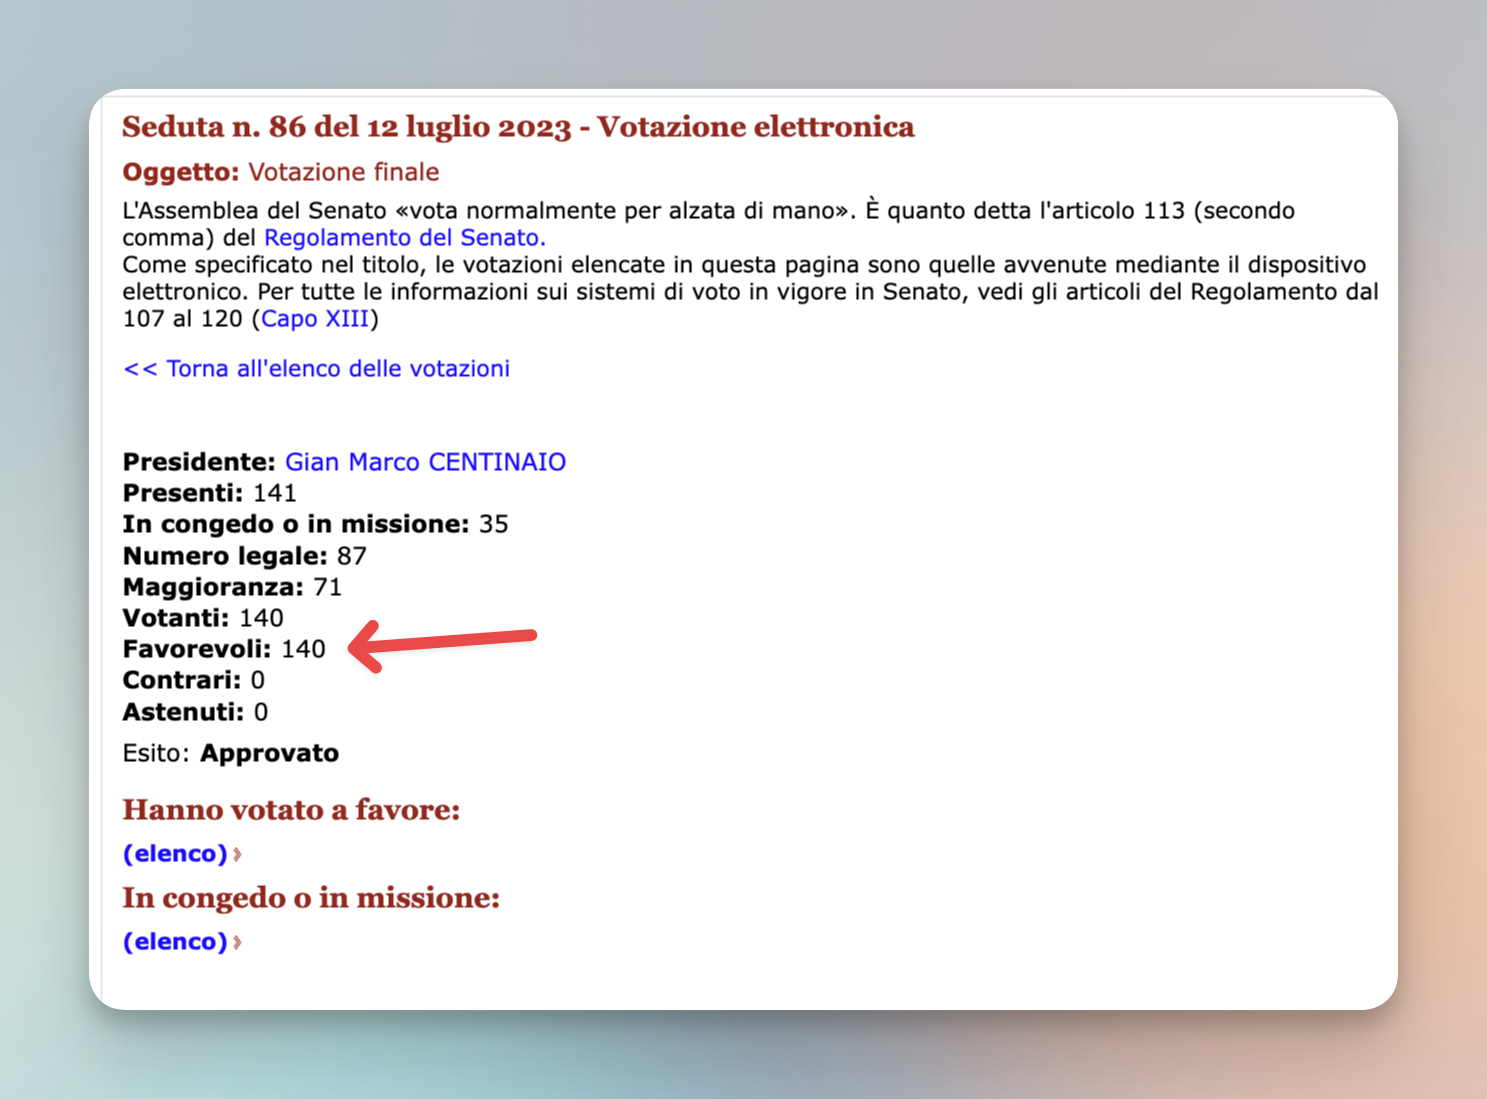 Seduta n. 86 del 12 luglio 2023 - Votazione elettronica
Oggetto: Votazione finale
L'Assemblea del Senato «vota normalmente per alzata di mano». È quanto detta l'articolo 113 (secondo
comma) del Regolamento del Senato.
Come specificato nel titolo, le votazioni elencate in questa pagina sono quelle avvenute mediante il dispositivo
elettronico. Per tutte le informazioni sui sistemi di voto in vigore in Senato, vedi gli articoli del Regolamento dal
107 al 120 (Capo XIII)
<< Torna all'elenco delle votazioni
Presidente: Gian Marco CENTINAIO
Presenti: 141
In congedo o in missione: 35
Numero legale: 87
Maggioranza: 71
Votanti: 140
Favorevoli: 140
Contrari: 0
Astenuti: 0
Esito: Approvato
Hanno votato a favore:
(elenco)
In congedo o in missione:
(elenco)